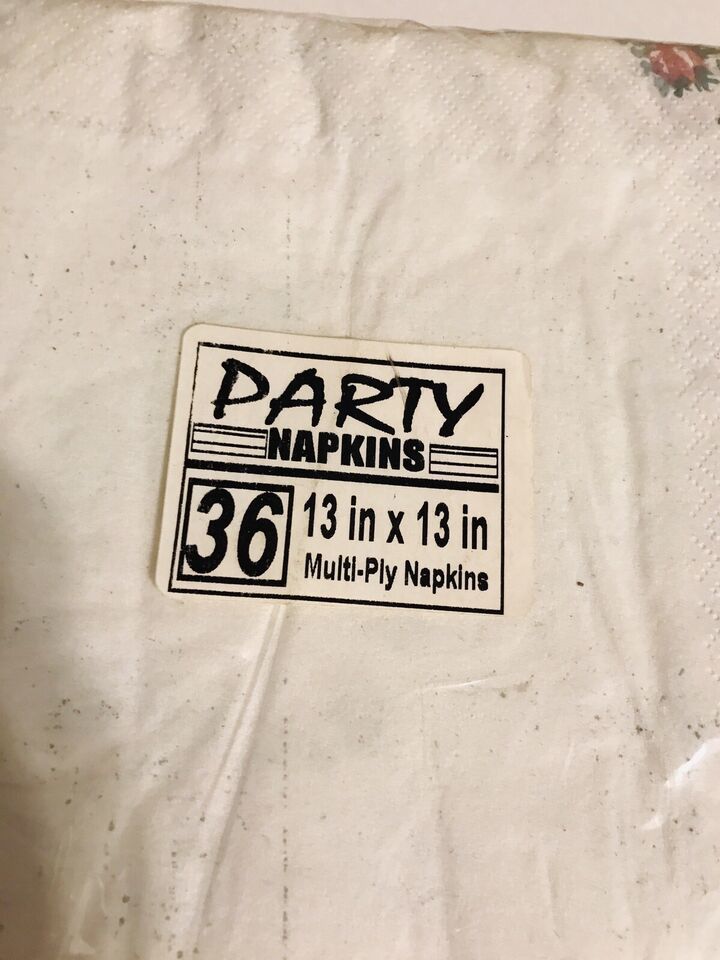 PARTY
NAPKINS
36
13 in x 13 in
Multi-Ply Napkins